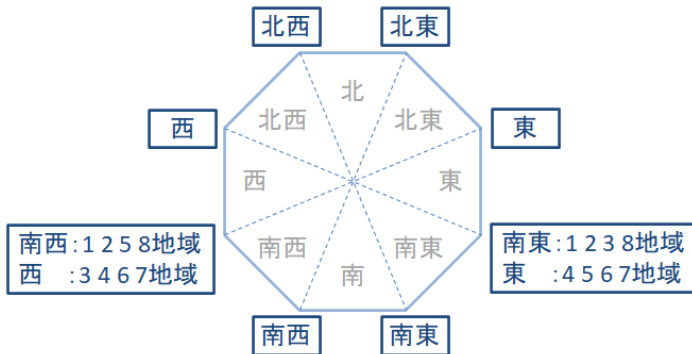 北西
北東
北
北西
北東
西
東
西
東
南西:1258地域
西 :3467地域
南西
南東
南東:1238地域
東 :4567地域
南
南西
南東